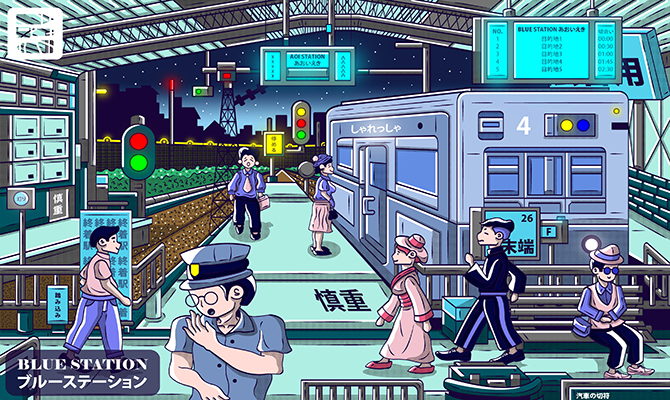 AOI STATION
あおいえき
NO.
BLUE STATION あおいえき
1 目的地1 00:00
2 目的地2 00:30
3 目的地3 01:00
4 目的地4 01:45
5 目的地5 02:30
用
しゃれっしゃ
4
慎重
26
末端
F
終着駅
終着駅
終着駅
慎重
踏み込み
BLUE STATION
ブルーステーション
汽車の切符